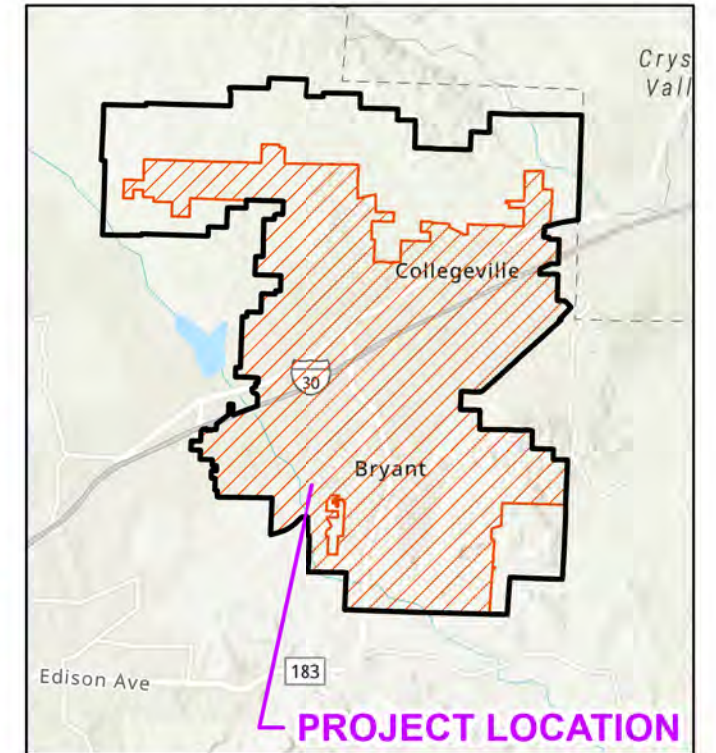 Crys
Vall
Collegeville
30
Bryant
183
Edison Ave
PROJECT LOCATION